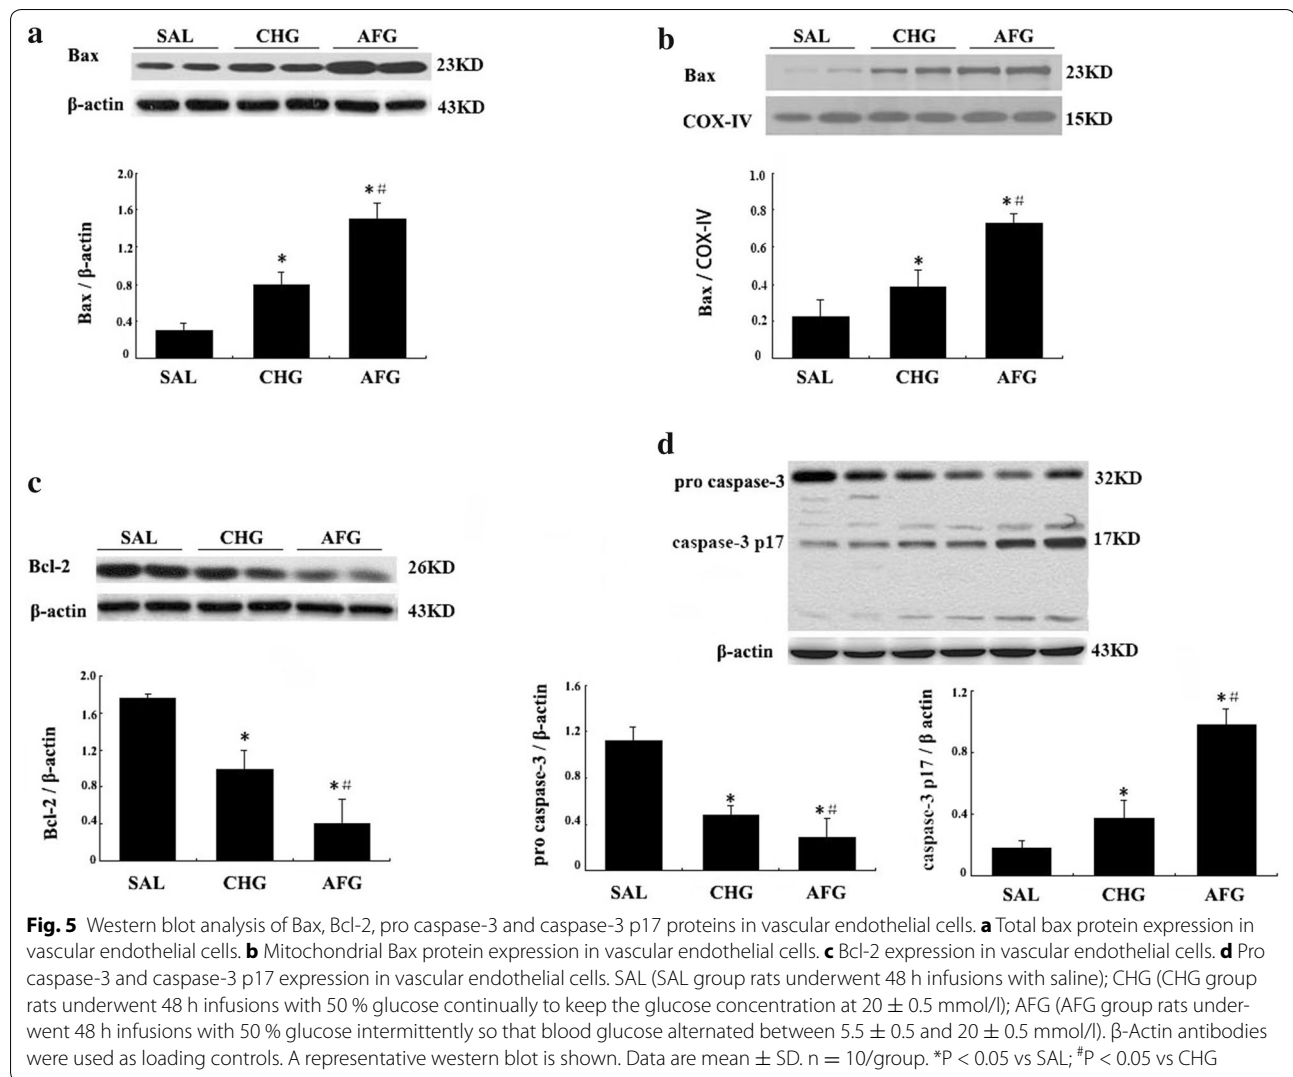 a
SAL CHG AFG
Bax 23KD
β-actin 43KD
2.0
1.6
1.2
0.8
0.4
0
Bax / β-actin
*
* #
SAL CHG AFG
b
SAL CHG AFG
Bax 23KD
COX-IV 15KD
1.0
0.8
0.6
0.4
0.2
0
Bax / COX-IV
*
* #
SAL CHG AFG
c
SAL CHG AFG
Bcl-2 26KD
β-actin 43KD
2.0
1.6
1.2
0.8
0.4
0
Bcl-2 / β-actin
*
* #
SAL CHG AFG
d
pro caspase-3 32KD
caspase-3 p17 17KD
β-actin 43KD
1.6
1.2
0.8
0.4
0
pro caspase-3 / β-actin
*
* #
SAL CHG AFG
1.2
0.8
0.4
0
caspase-3 p17 / β actin
*
* #
SAL CHG AFG
Fig. 5 Western blot analysis of Bax, Bcl-2, pro caspase-3 and caspase-3 p17 proteins in vascular endothelial cells. a Total bax protein expression in
vascular endothelial cells. b Mitochondrial Bax protein expression in vascular endothelial cells. c Bcl-2 expression in vascular endothelial cells. d Pro
caspase-3 and caspase-3 p17 expression in vascular endothelial cells. SAL (SAL group rats underwent 48 h infusions with saline); CHG (CHG group
rats underwent 48 h infusions with 50 % glucose continually to keep the glucose concentration at 20 ± 0.5 mmol/l); AFG (AFG group rats under-
went 48 h infusions with 50 % glucose intermittently so that blood glucose alternated between 5.5 ± 0.5 and 20 ± 0.5 mmol/l). β-Actin antibodies
were used as loading controls. A representative western blot is shown. Data are mean ± SD. n = 10/group. *P < 0.05 vs SAL; #P < 0.05 vs CHG